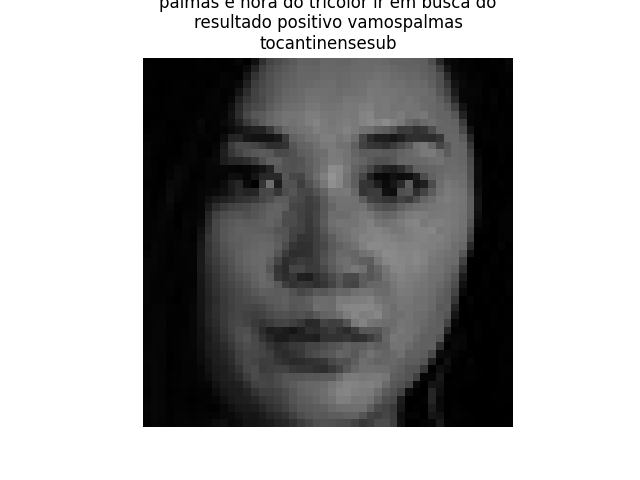 palmas é hora do tricolor ir em busca do
resultado positivo vamospalmas
tocantinensesub